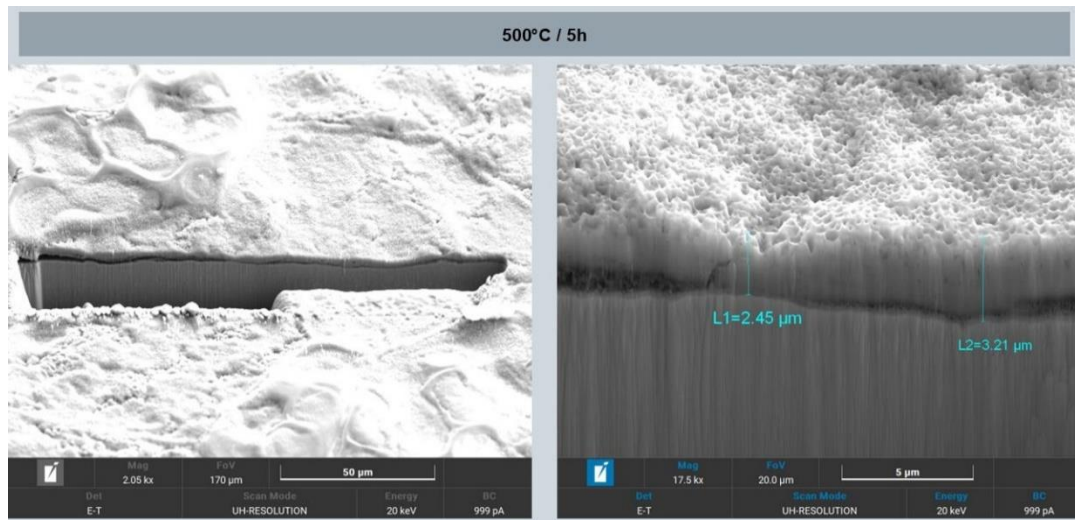 500°C / 5h
L1=2.45 µm
L2=3.21 µm
Mag
2.05 kx
FoV
170 µm
50 µm
Det
E-T
Scan Mode
UH-RESOLUTION
Energy
20 keV
BC
999 pA
Mag
17.5 kx
FoV
20.0 µm
5 µm
Det
E-T
Scan Mode
UH-RESOLUTION
Energy
20 keV
BC
999 pA